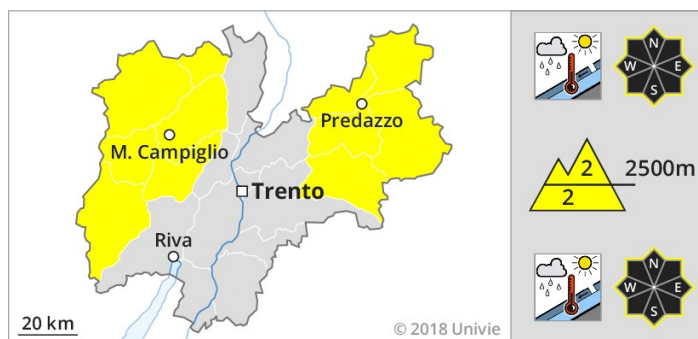 M. Campiglio
Predazzo
Trento
Riva
20 km
© 2018 Univie
N
W E
S
2 2500m
2
N
W E
S